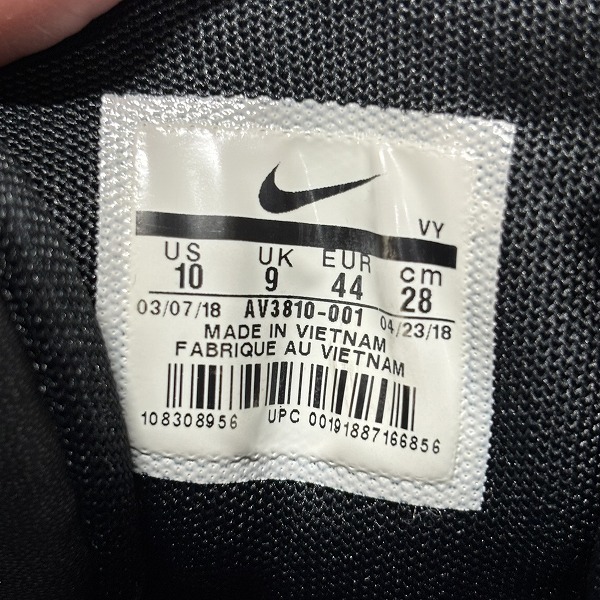 VY
US UK EUR cm
10 9 44 28
03/07/18 AV3810-001 04/23/18
MADE IN VIETNAM
FABRIQUE AU VIETNAM
108308956 UPC 00191887166856